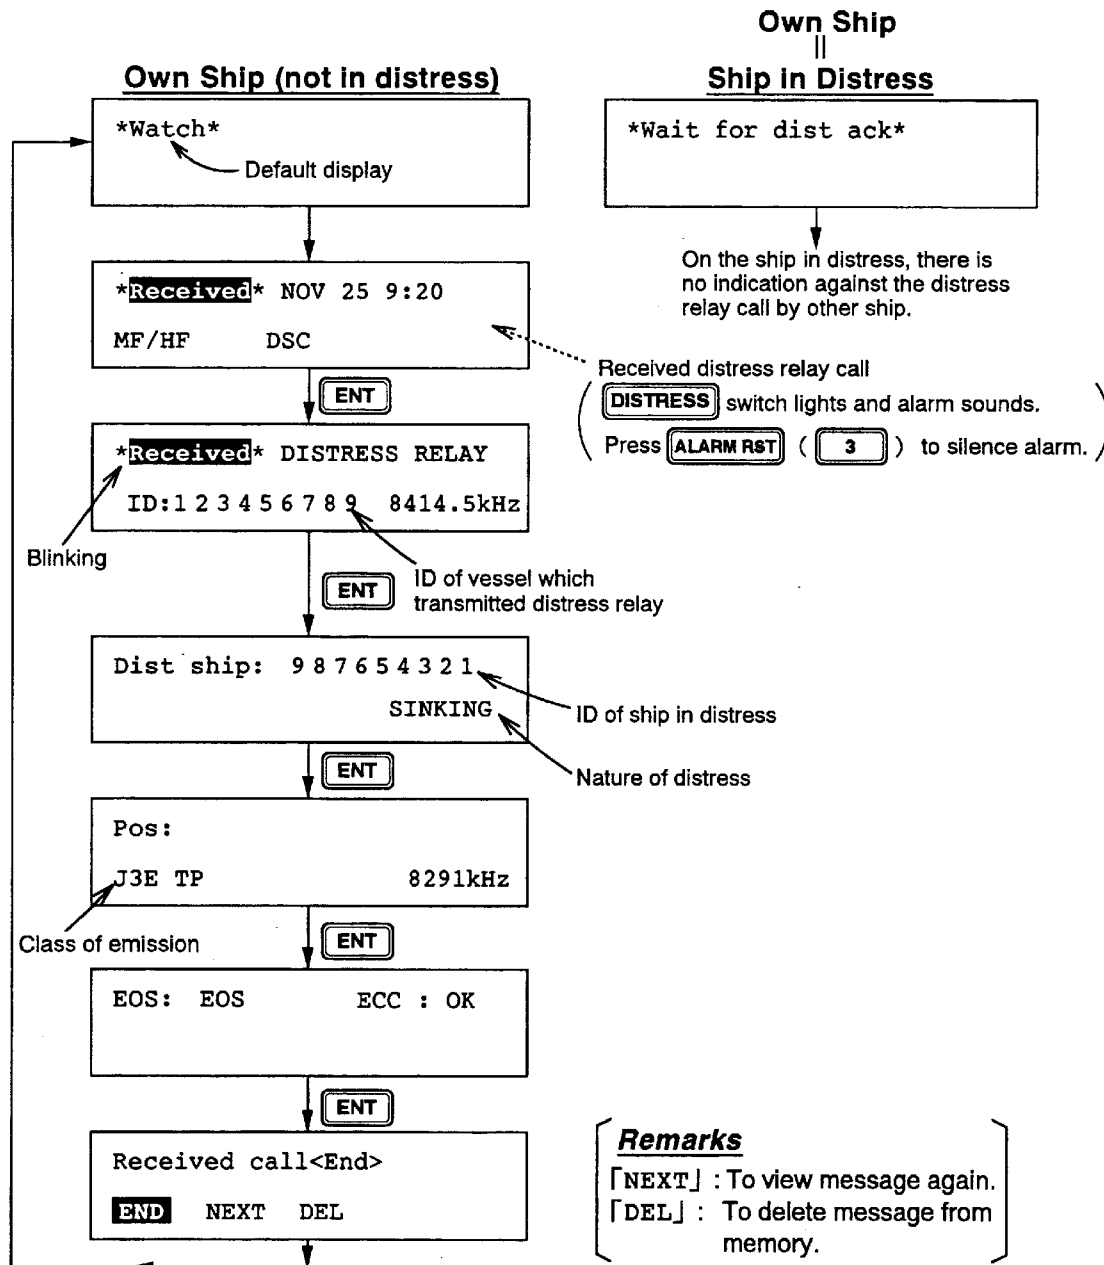 Own Ship
||
Own Ship (not in distress)
Ship in Distress
*Watch*
Default display
*Wait for dist ack*
On the ship in distress, there is
no indication against the distress
relay call by other ship.
*Received* NOV 25 9:20
MF/HF DSC
Received distress relay call
( DISTRESS switch lights and alarm sounds.
Press ALARM RST ( 3 ) to silence alarm. )
ENT
*Received* DISTRESS RELAY
ID:1 2 3 4 5 6 7 8 9 8414.5kHz
Blinking
ID of vessel which
transmitted distress relay
ENT
Dist ship: 9 8 7 6 5 4 3 2 1
SINKING
ID of ship in distress
Nature of distress
ENT
Pos:
J3E TP 8291kHz
Class of emission
ENT
EOS: EOS ECC : OK
ENT
Received call<End>
END NEXT DEL
Remarks
「NEXT」 : To view message again.
「DEL」 : To delete message from
memory.